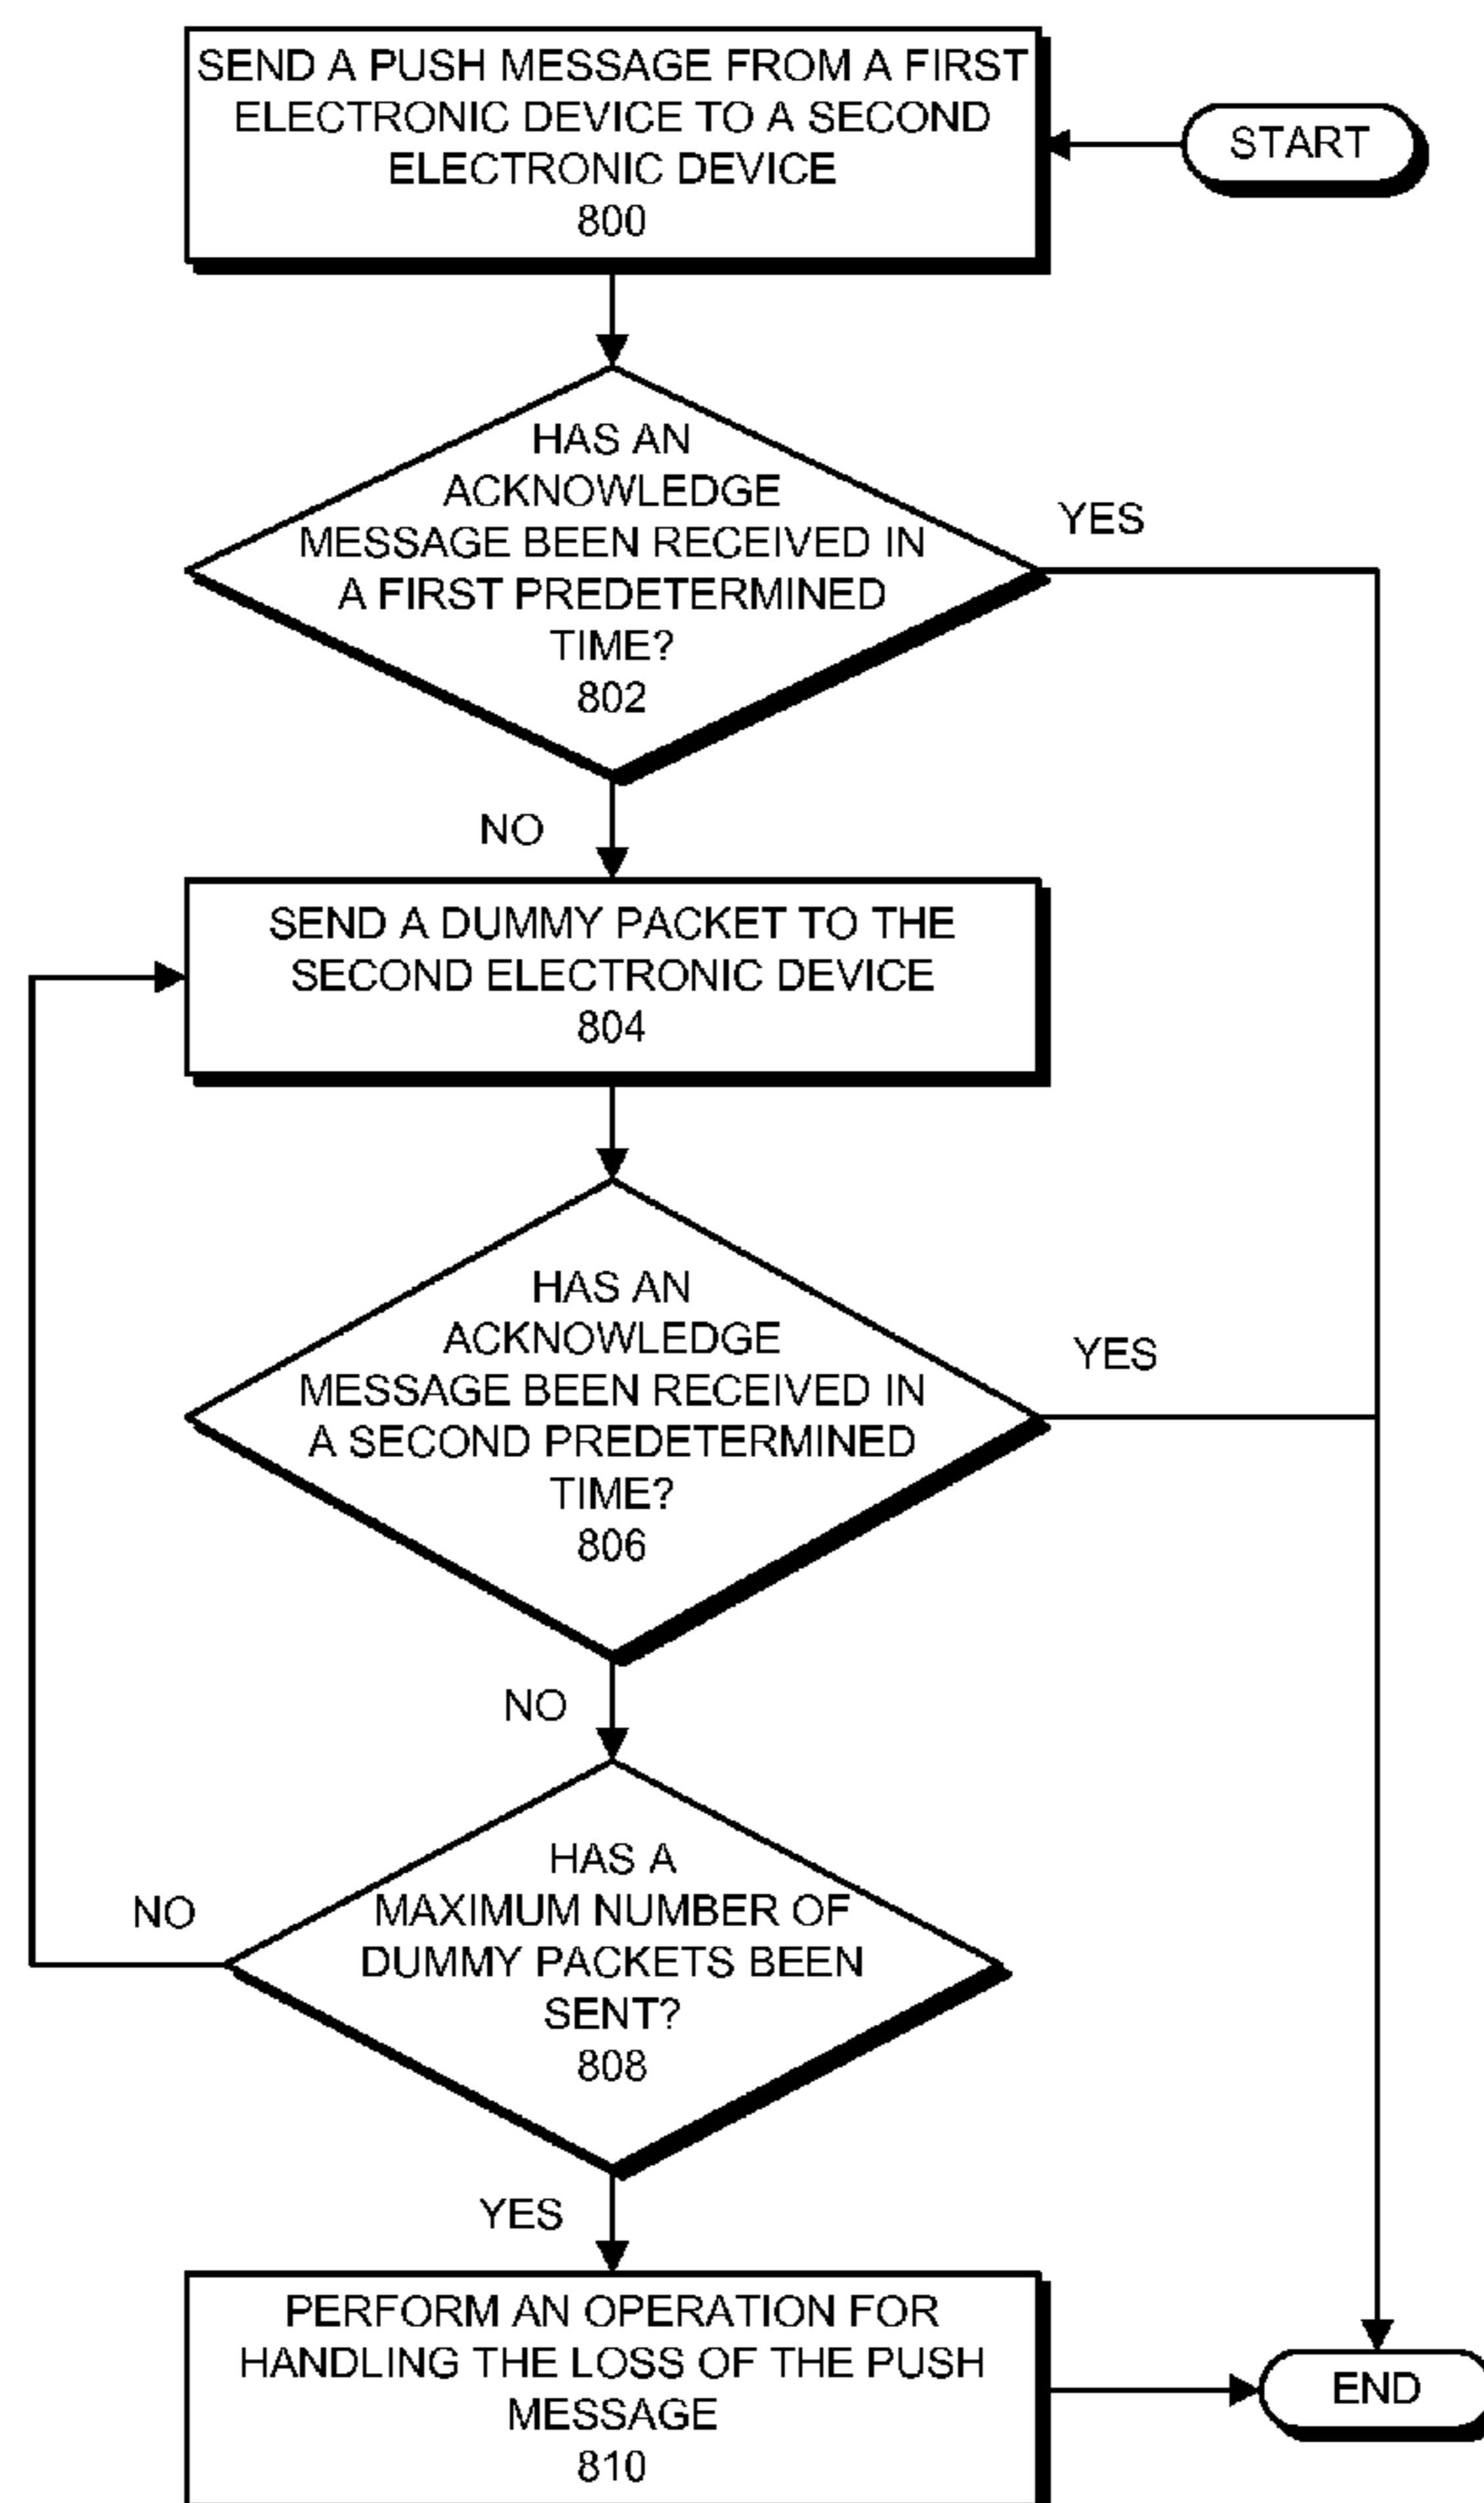 START
SEND A PUSH MESSAGE FROM A FIRST
ELECTRONIC DEVICE TO A SECOND
ELECTRONIC DEVICE
800
HAS AN
ACKNOWLEDGE
MESSAGE BEEN RECEIVED IN
A FIRST PREDETERMINED
TIME?
802
YES
NO
SEND A DUMMY PACKET TO THE
SECOND ELECTRONIC DEVICE
804
HAS AN
ACKNOWLEDGE
MESSAGE BEEN RECEIVED IN
A SECOND PREDETERMINED
TIME?
806
YES
NO
HAS A
MAXIMUM NUMBER OF
DUMMY PACKETS BEEN
SENT?
808
NO
YES
PERFORM AN OPERATION FOR
HANDLING THE LOSS OF THE PUSH
MESSAGE
810
END